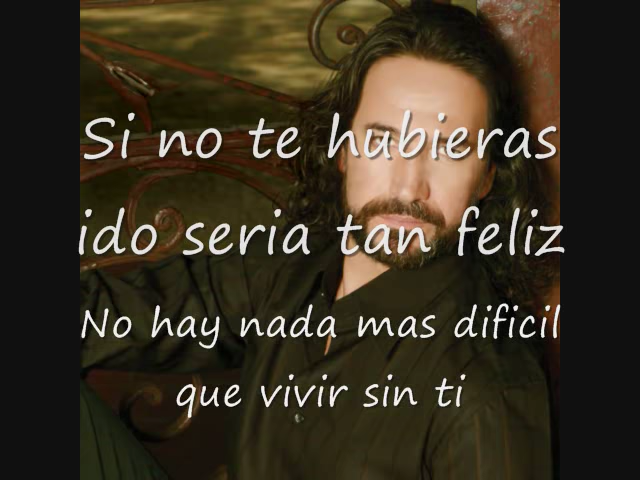 Si no te hubieras
ido seria tan feliz
No hay nada mas dificil
que vivir sin ti